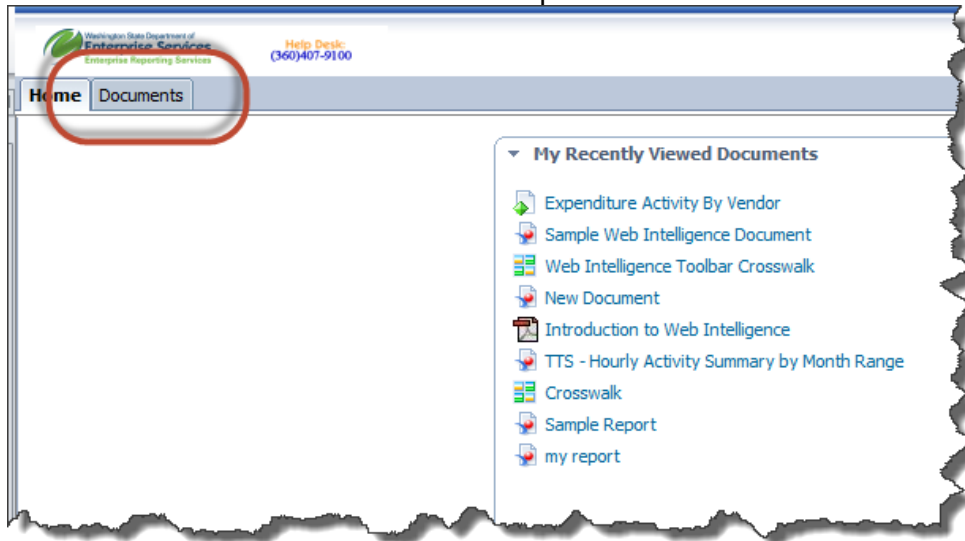 Washington State Department of
Enterprise Services
Enterprise Reporting Services
Help Desk:
(360)407-9100
Home
Documents
My Recently Viewed Documents
Expenditure Activity By Vendor
Sample Web Intelligence Document
Web Intelligence Toolbar Crosswalk
New Document
Introduction to Web Intelligence
TTS - Hourly Activity Summary by Month Range
Crosswalk
Sample Report
my report